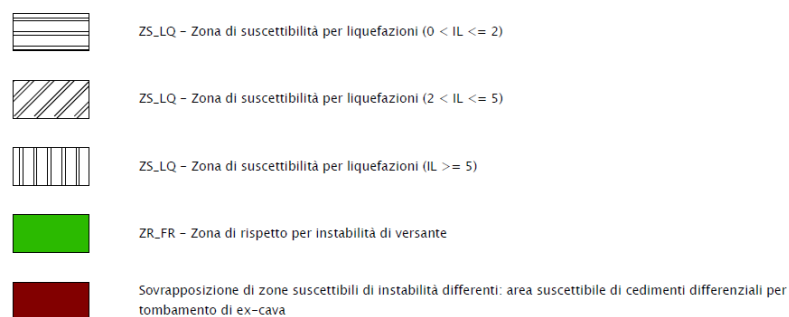 ZS_LQ - Zona di suscettibilità per liquefazioni (0 < IL <= 2)
ZS_LQ - Zona di suscettibilità per liquefazioni (2 < IL <= 5)
ZS_LQ - Zona di suscettibilità per liquefazioni (IL >= 5)
ZR_FR - Zona di rispetto per instabilità di versante
Sovrapposizione di zone suscettibili di instabilità differenti: area suscettibile di cedimenti differenziali per
tombamento di ex-cava